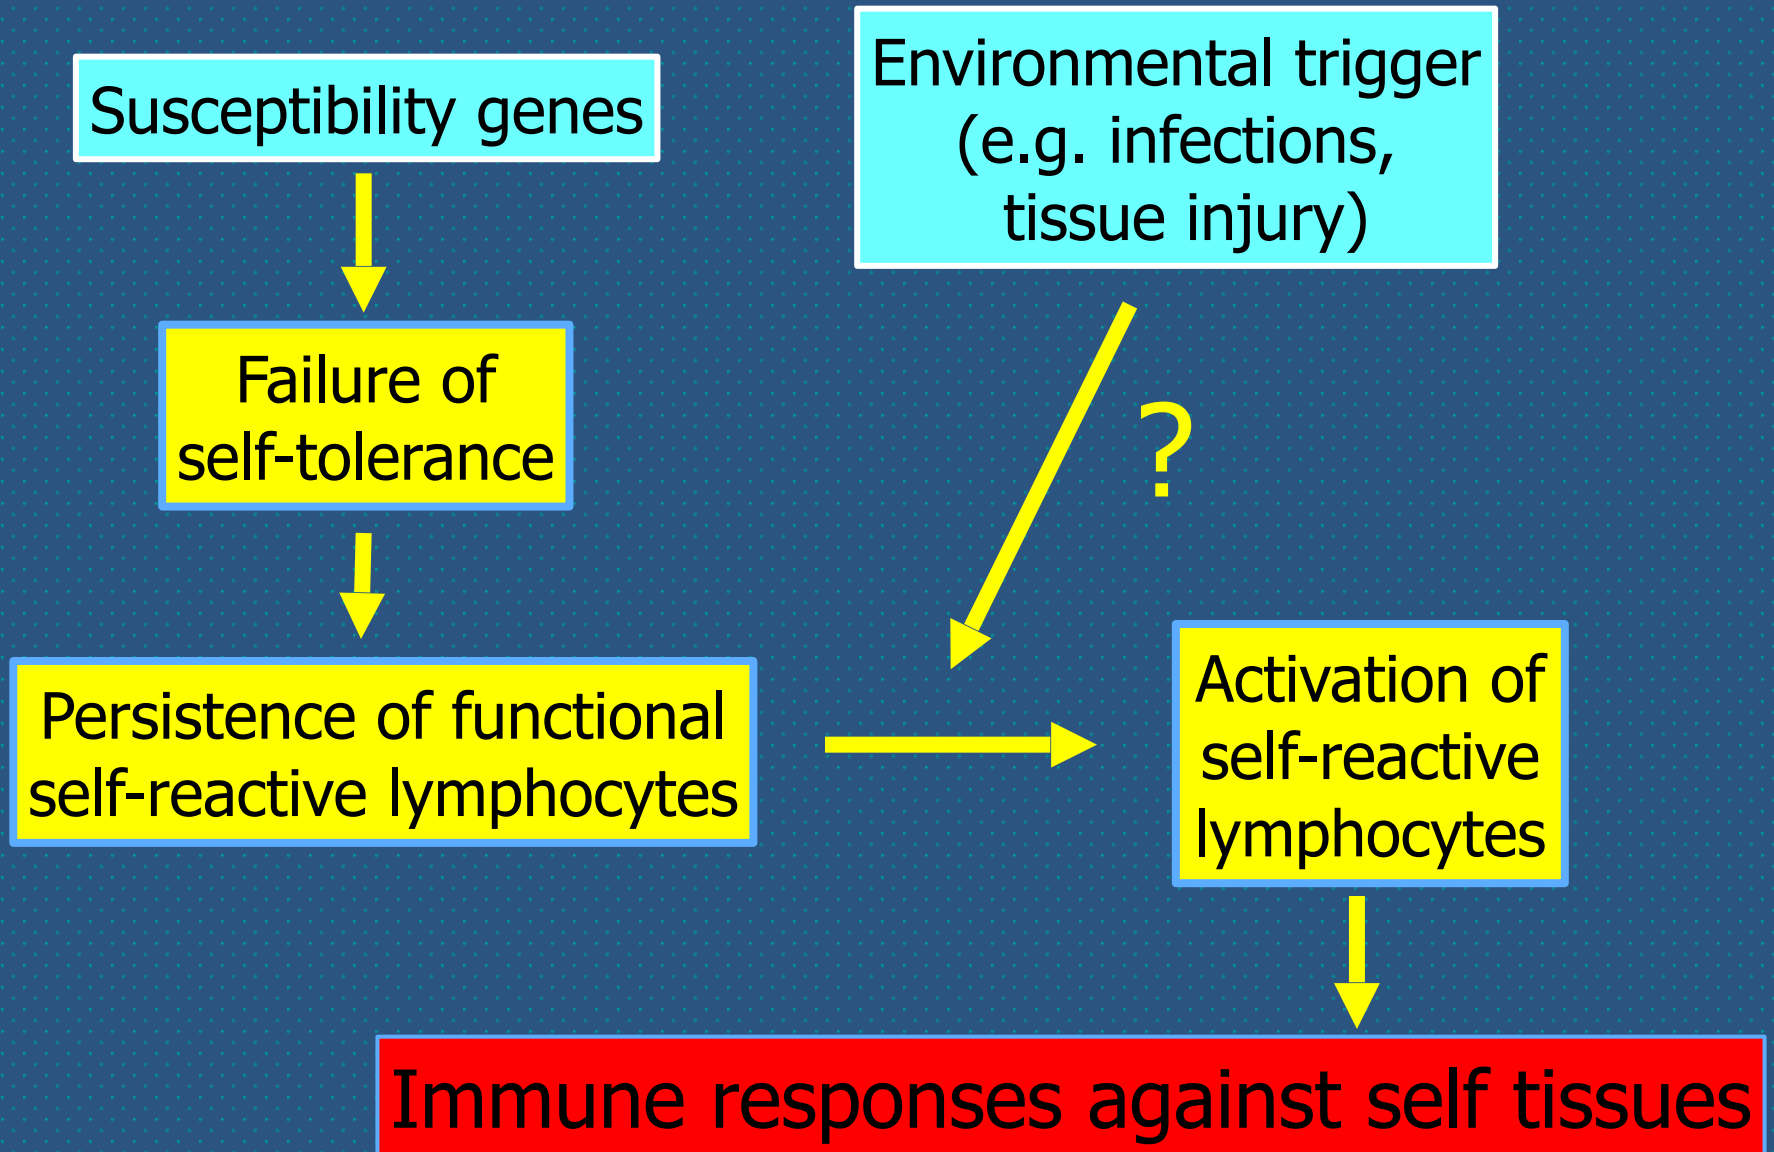 Susceptibility genes
Environmental trigger
(e.g. infections,
tissue injury)
Failure of
self-tolerance
?
Persistence of functional
self-reactive lymphocytes
Activation of
self-reactive
lymphocytes
Immune responses against self tissues